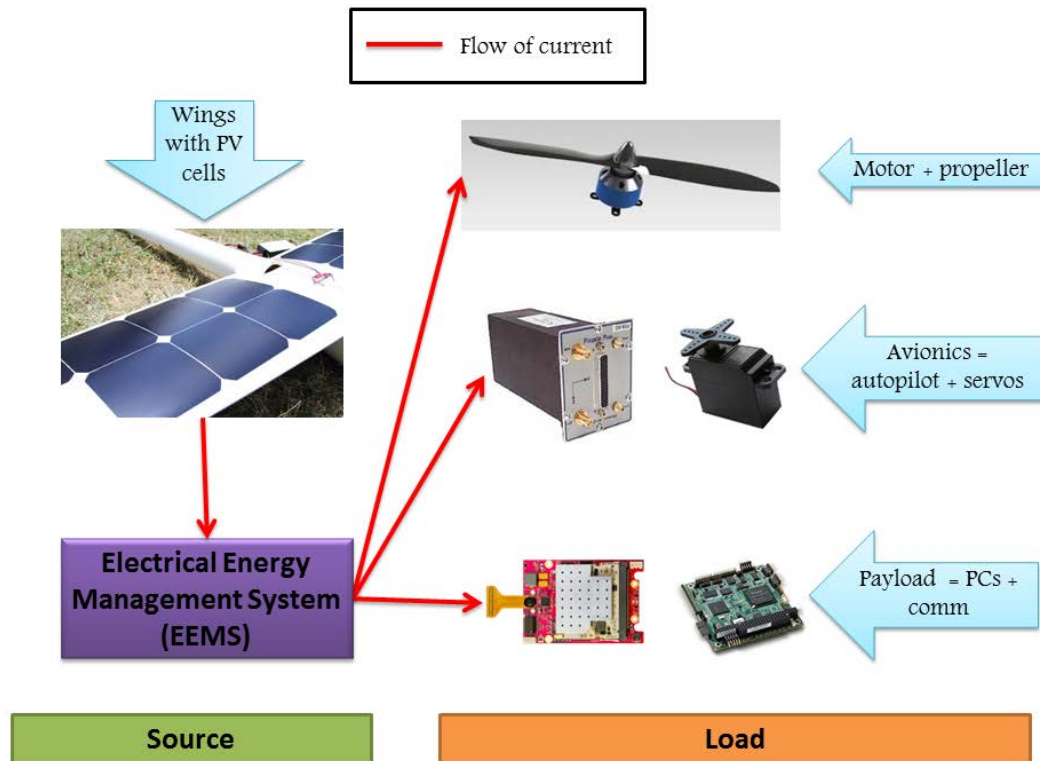 Flow of current
Wings
with PV
cells
Motor + propeller
Avionics =
autopilot + servos
Electrical Energy
Management System
(EEMS)
Payload = PCs +
comm
Source
Load